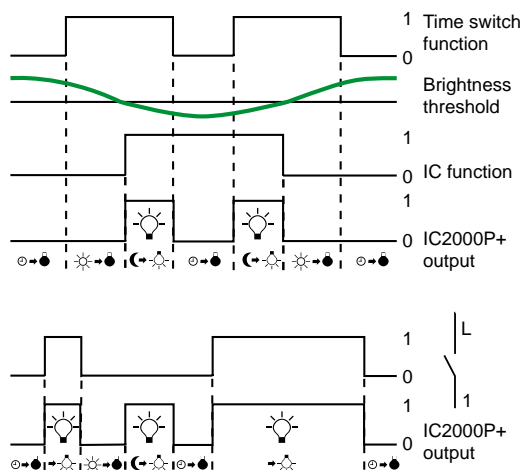 1
Time switch
function
0
Brightness
threshold
1
0
IC function
1
0
IC2000P+
output
1
L
0
1
1
IC2000P+
output
0